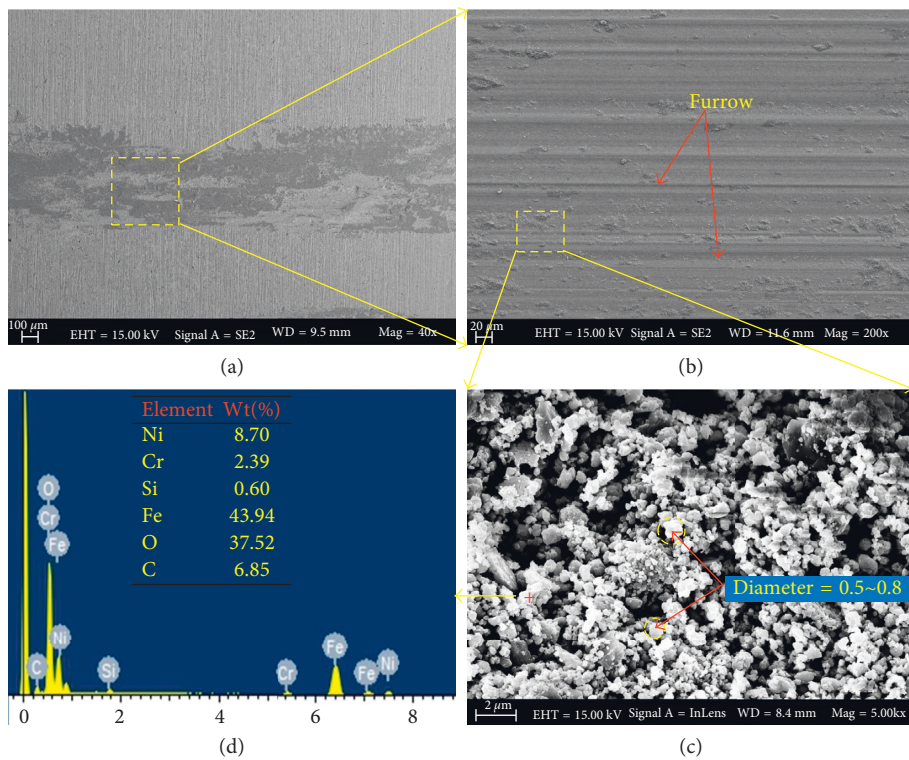 Furrow
100 μm
EHT = 15.00 kV Signal A = SE2 WD = 9.5 mm Mag = 40x
20 μm
EHT = 15.00 kV Signal A = SE2 WD = 11.6 mm Mag = 200x
(a)
(b)
Element Wt(%)
Ni 8.70
Cr 2.39
Si 0.60
Fe 43.94
O 37.52
C 6.85
O
Cr
Fe
Ni
C
Si
Cr
Fe
Fe
Ni
0 2 4 6 8
Diameter = 0.5~0.8
2 μm
EHT = 15.00 kV Signal A = InLens WD = 8.4 mm Mag = 5.00kx
(d)
(c)